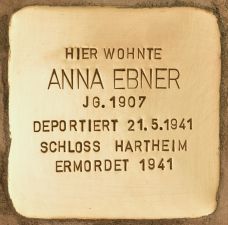 HIER WOHNTE
ANNA EBNER
JG. 1907
DEPORTIERT 21.5.1941
SCHLOSS HARTHEIM
ERMORDET 1941